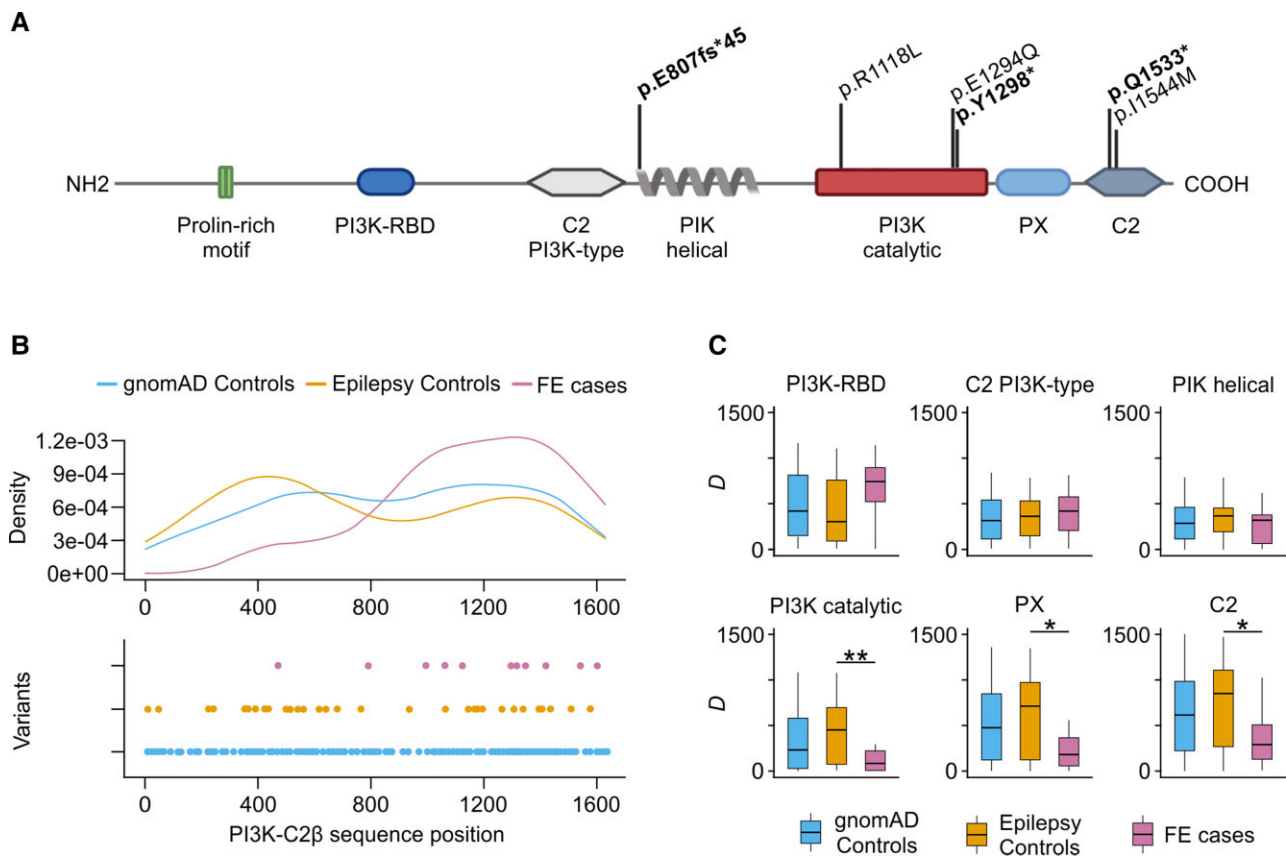 A
p.E807fs*45
p.R1118L
p.E1294Q
p.Y1298*
p.Q1533*
p.I1544M
NH2
COOH
Prolin-rich
motif
PI3K-RBD
C2
PI3K-type
PIK
helical
PI3K
catalytic
PX
C2
B
gnomAD Controls
Epilepsy Controls
FE cases
Density
1.2e-03
9e-04
6e-04
3e-04
0e+00
0
400
800
1200
1600
Variants
0
400
800
1200
1600
PI3K-C2β sequence position
C
PI3K-RBD
C2 PI3K-type
PIK helical
D
1500
0
1500
0
1500
0
PI3K catalytic
PX
C2
D
1500
0
**
1500
0
*
1500
0
*
gnomAD
Controls
Epilepsy
Controls
FE cases